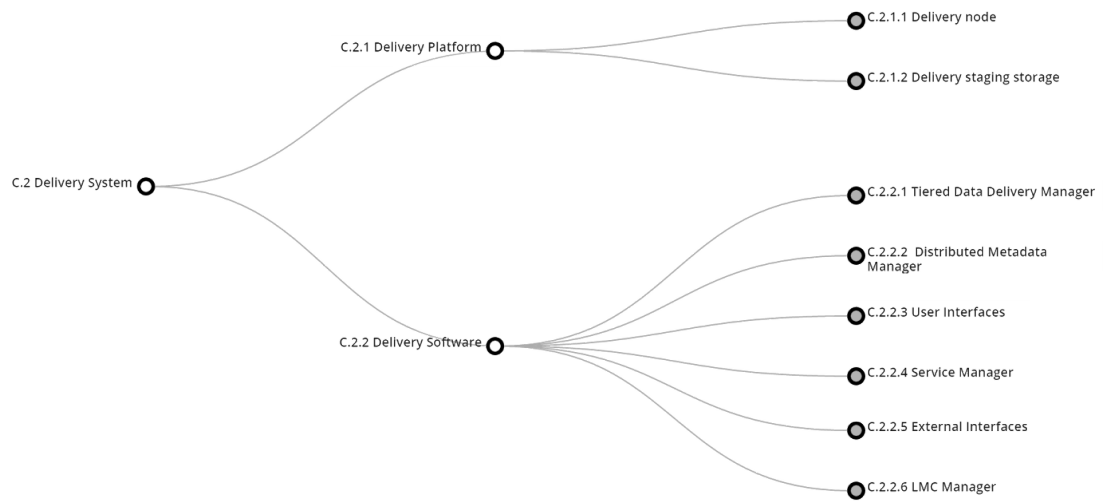 C.2 Delivery System
C.2.1 Delivery Platform
C.2.1.1 Delivery node
C.2.1.2 Delivery staging storage
C.2.2 Delivery Software
C.2.2.1 Tiered Data Delivery Manager
C.2.2.2  Distributed Metadata
Manager
C.2.2.3 User Interfaces
C.2.2.4 Service Manager
C.2.2.5 External Interfaces
C.2.2.6 LMC Manager